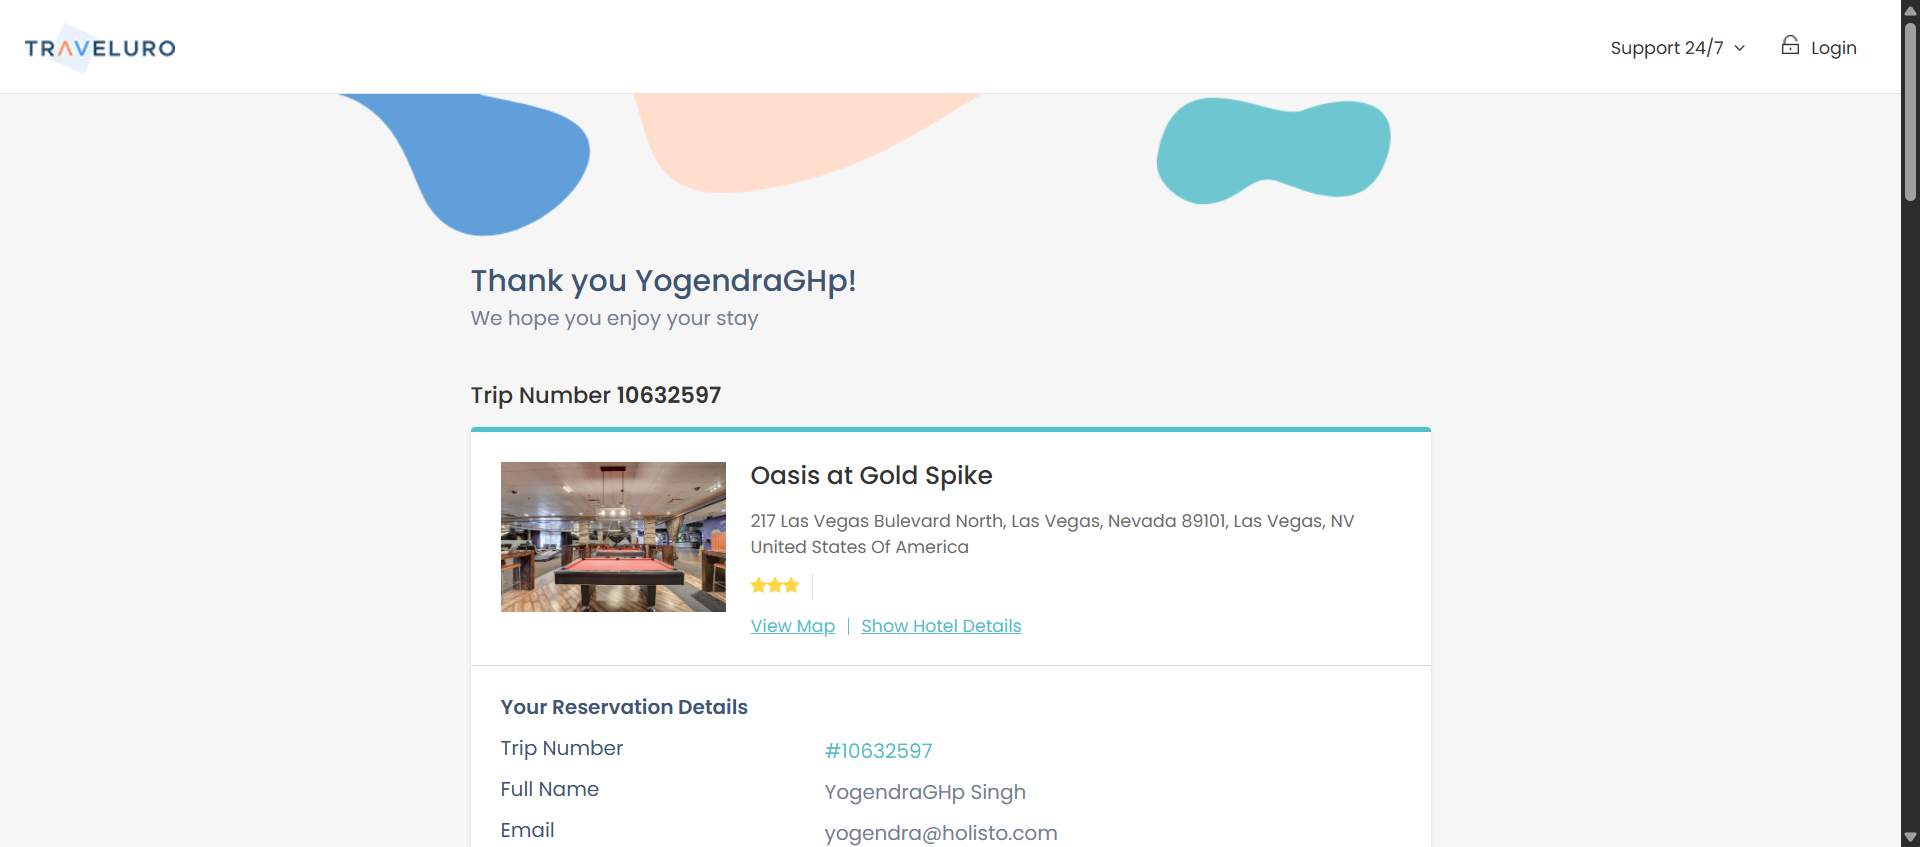 TRAVELURO
Support 24/7
Login
Thank you YogendraGHp!
We hope you enjoy your stay
Trip Number 10632597
Oasis at Gold Spike
217 Las Vegas Bulevard North, Las Vegas, Nevada 89101, Las Vegas, NV
United States Of America
View Map | Show Hotel Details
Your Reservation Details
Trip Number #10632597
Full Name YogendraGHp Singh
Email yogendra@holisto.com